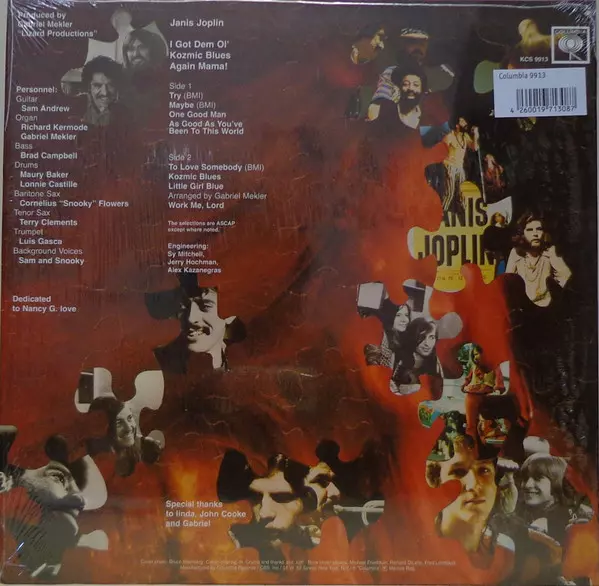 Produced by
Gabriel Mekler
"Lizard Productions"
Personnel:
Guitar
Sam Andrew
Organ
Richard Kermode
Gabriel Mekler
Bass
Brad Campbell
Drums
Maury Baker
Lonnie Castille
Baritone Sax
Cornelius "Snooky" Flowers
Tenor Sax
Terry Clements
Trumpet
Luis Gasca
Background Voices
Sam and Snooky
Dedicated
to Nancy G. love
Janis Joplin
I Got Dem Ol'
Kozmic Blues
Again Mama!
Side 1
Try (BMI)
Maybe (BMI)
One Good Man
As Good As You've
Been To This World
Side 2
To Love Somebody (BMI)
Kozmic Blues
Little Girl Blue
Arranged by Gabriel Mekler
Work Me, Lord
The selections are ASCAP
except where noted.
Engineering:
Sy Mitchell,
Jerry Hochman,
Alex Kazanegras
Special thanks
to linda, John Cooke
and Gabriel
COLUMBIA
KCS 9913
Columbia 9913
4 260019 713087
ANIS
JOPLIN